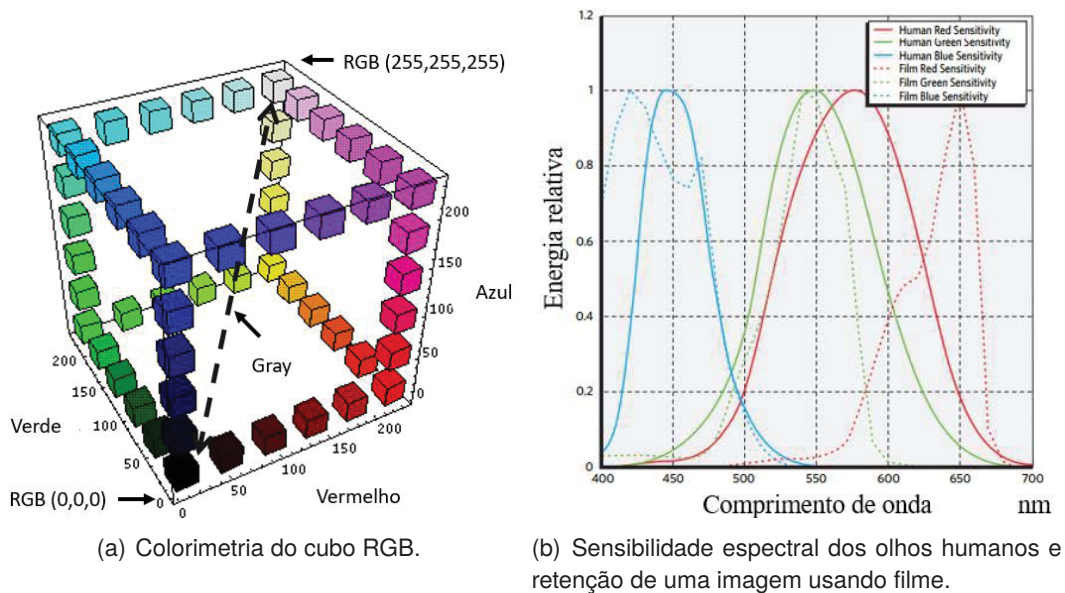 RGB (255,255,255)
200
150
Azul
100
50
0
Gray
200
150
100
50
0
Verde
RGB (0,0,0)
0
50
100
150
200
Vermelho
(a) Colorimetria do cubo RGB.
1.2
1
0.8
0.6
0.4
0.2
0
Energia relativa
Human Red Sensitivity
Human Green Sensitivity
Human Blue Sensitivity
Film Red Sensitivity
Film Green Sensitivity
Film Blue Sensitivity
400 450 500 550 600 650 700
Comprimento de onda nm
(b) Sensibilidade espectral dos olhos humanos e
retenção de uma imagem usando filme.